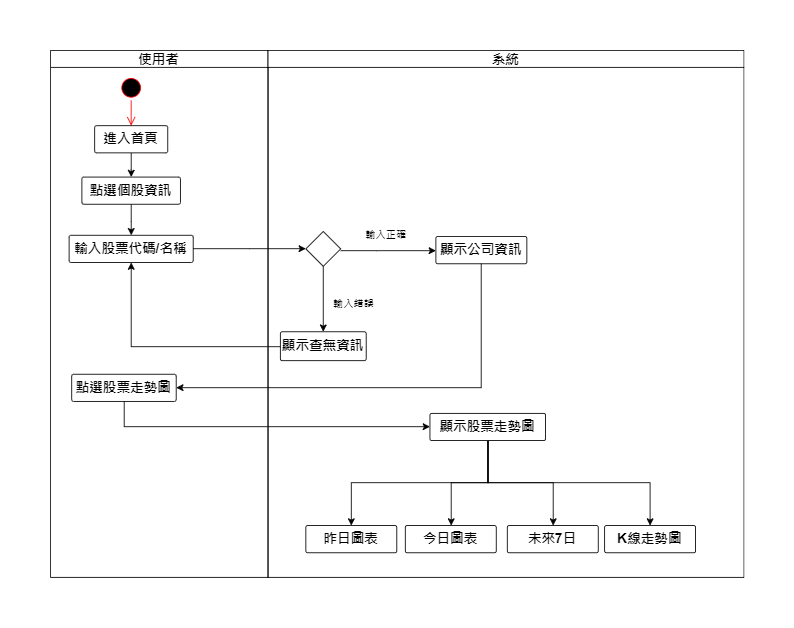 使用者
系統
進入首頁
點選個股資訊
輸入股票代碼/名稱
輸入正確
顯示公司資訊
輸入錯誤
顯示查無資訊
點選股票走勢圖
顯示股票走勢圖
昨日圖表
今日圖表
未來7日
K線走勢圖